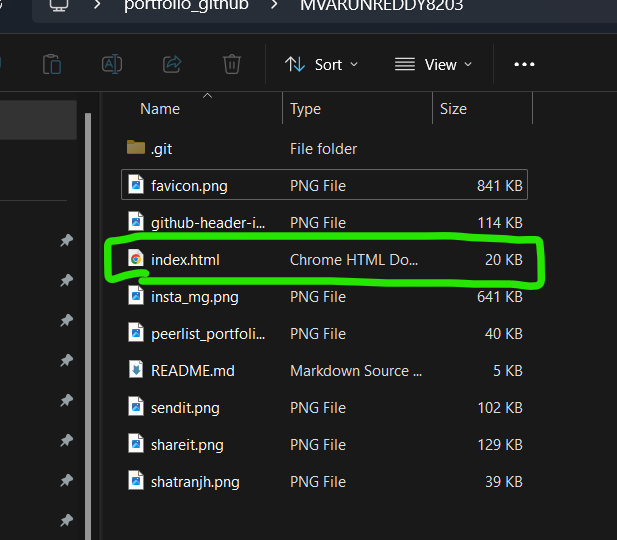 portfolio_github > MVARUNREDDY8203
Sort View
Name Type Size
.git File folder
favicon.png PNG File 841 KB
github-header-i... PNG File 114 KB
index.html Chrome HTML Do... 20 KB
insta_mg.png PNG File 641 KB
peerlist_portfoli... PNG File 40 KB
README.md Markdown Source ... 5 KB
sendit.png PNG File 102 KB
shareit.png PNG File 129 KB
shatranjh.png PNG File 39 KB